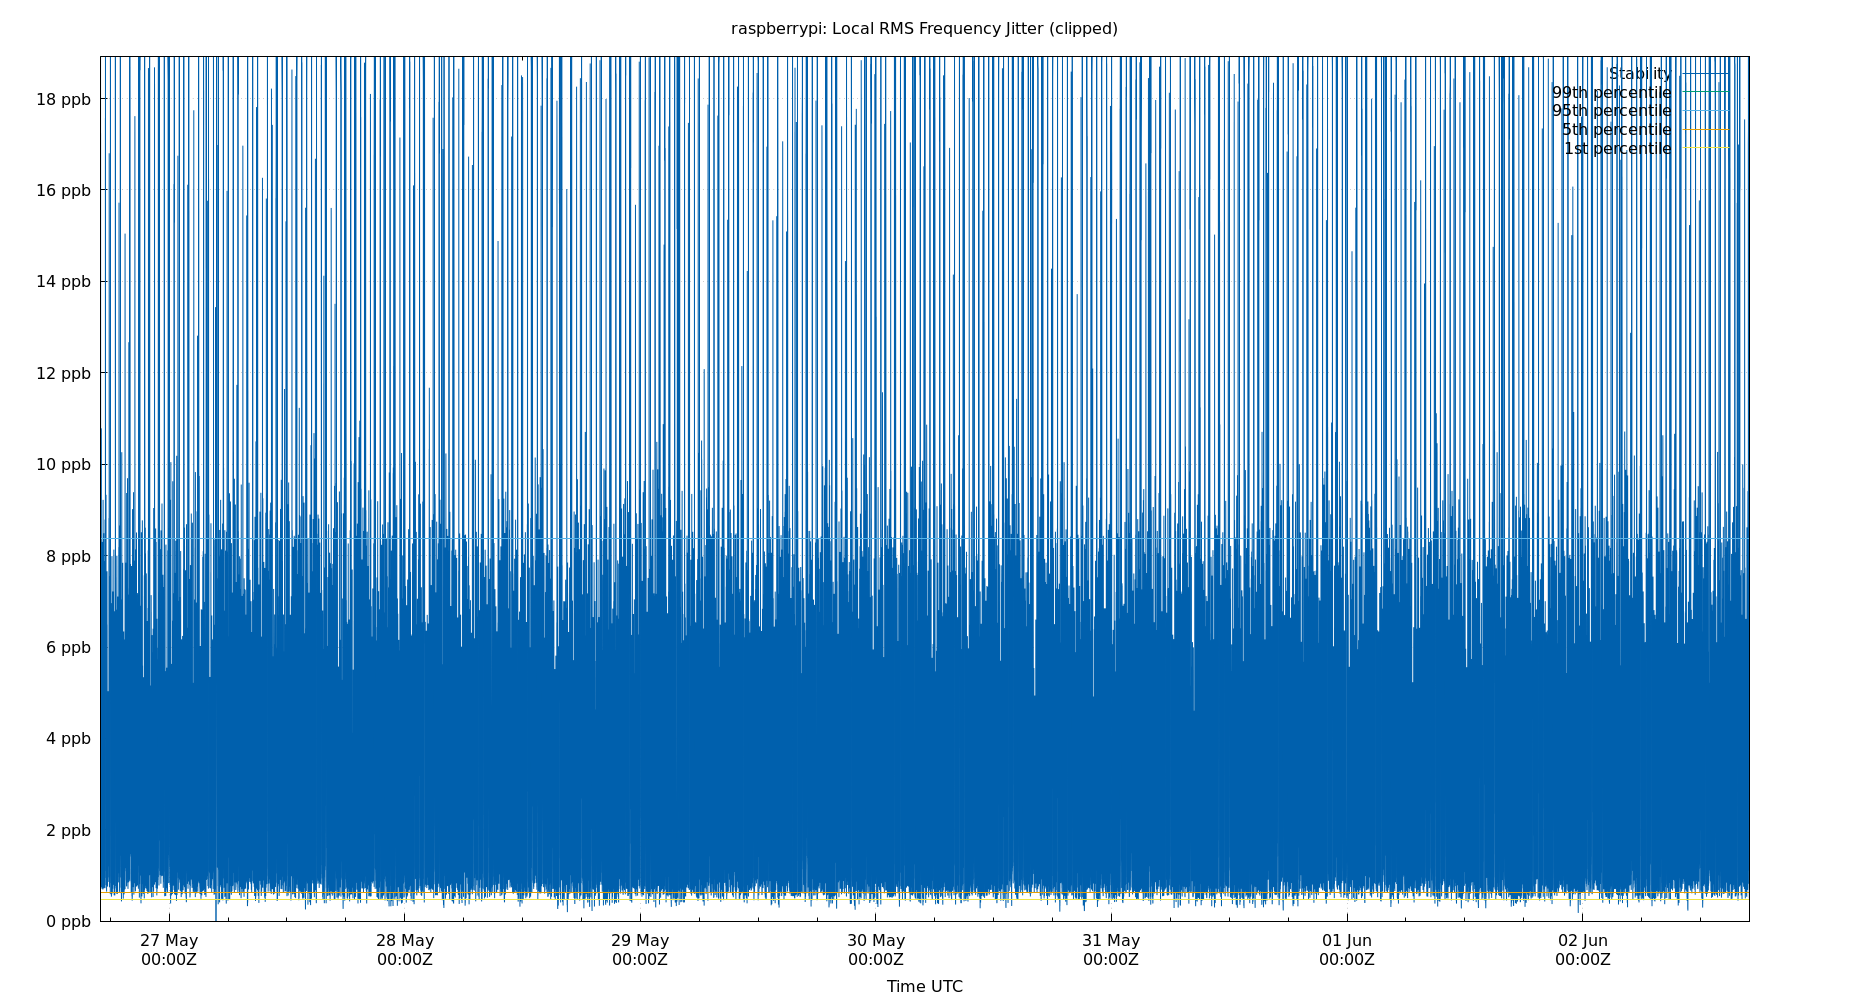 raspberrypi: Local RMS Frequency Jitter (clipped)
Stability
99th percentile
95th percentile
5th percentile
1st percentile
18 ppb
16 ppb
14 ppb
12 ppb
10 ppb
8 ppb
6 ppb
4 ppb
2 ppb
0 ppb
27 May 28 May 29 May 30 May 31 May 01 Jun 02 Jun
00:00Z 00:00Z 00:00Z 00:00Z 00:00Z 00:00Z 00:00Z
Time UTC